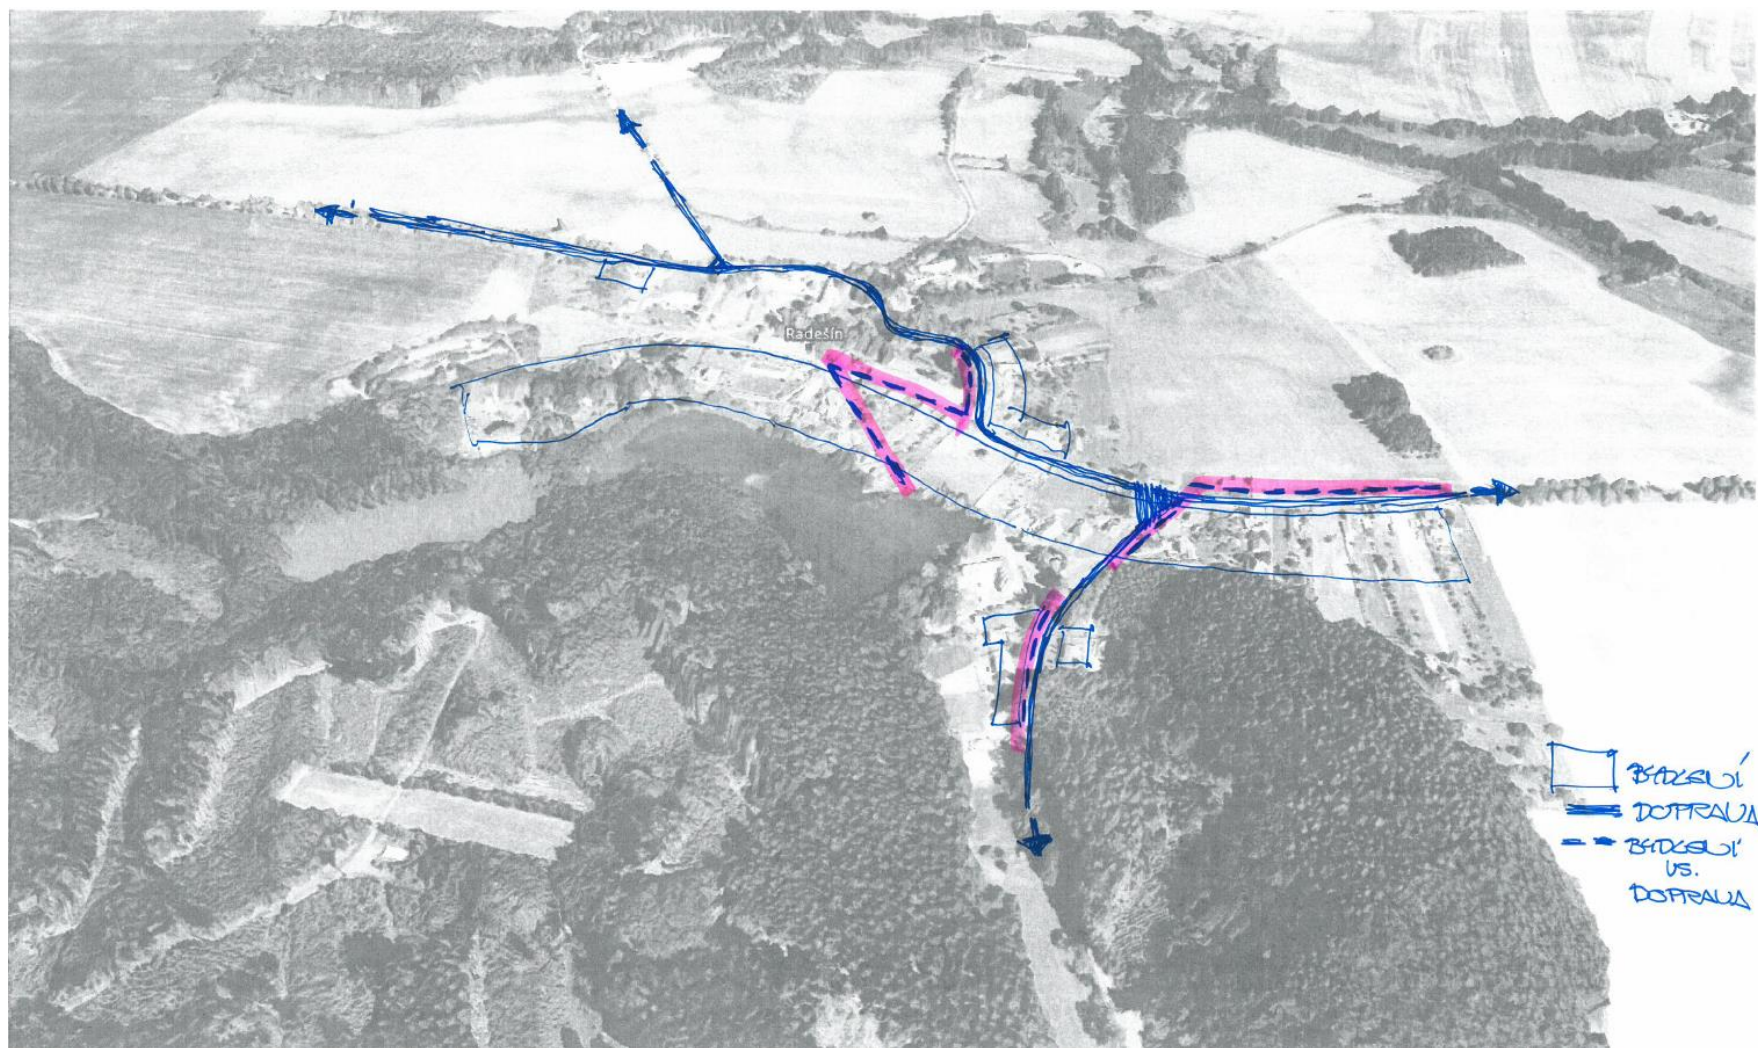 Radešín
BYDLENÍ
DOPRAVA
BYDLENÍ
VS.
DOPRAVA